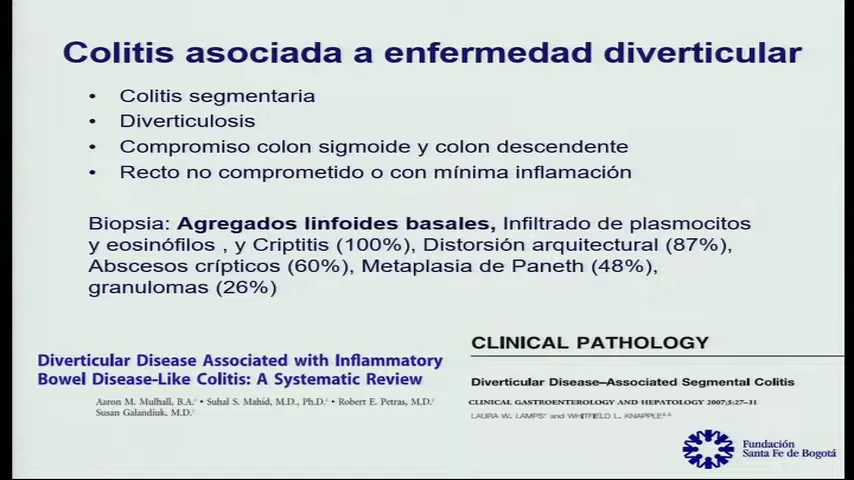 Colitis asociada a enfermedad diverticular
• Colitis segmentaria
• Diverticulosis
• Compromiso colon sigmoide y colon descendente
• Recto no comprometido o con mínima inflamación
Biopsia: Agregados linfoides basales, Infiltrado de plasmocitos
y eosinófilos , y Criptitis (100%), Distorsión arquitectural (87%),
Abscesos crípticos (60%), Metaplasia de Paneth (48%),
granulomas (26%)
Diverticular Disease Associated with Inflammatory
Bowel Disease-Like Colitis: A Systematic Review
Aaron M. Mulhall, B.A. • Suhal S. Mahid, M.D., Ph.D. • Robert E. Petras, M.D.
Susan Galandiuk, M.D.
CLINICAL PATHOLOGY
Diverticular Disease–Associated Segmental Colitis
CLINICAL GASTROENTEROLOGY AND HEPATOLOGY 2007;5:27–31
LAURA W. LAMPS and WHITFIELD L. KNAPPLE
Fundación
Santa Fe de Bogotá